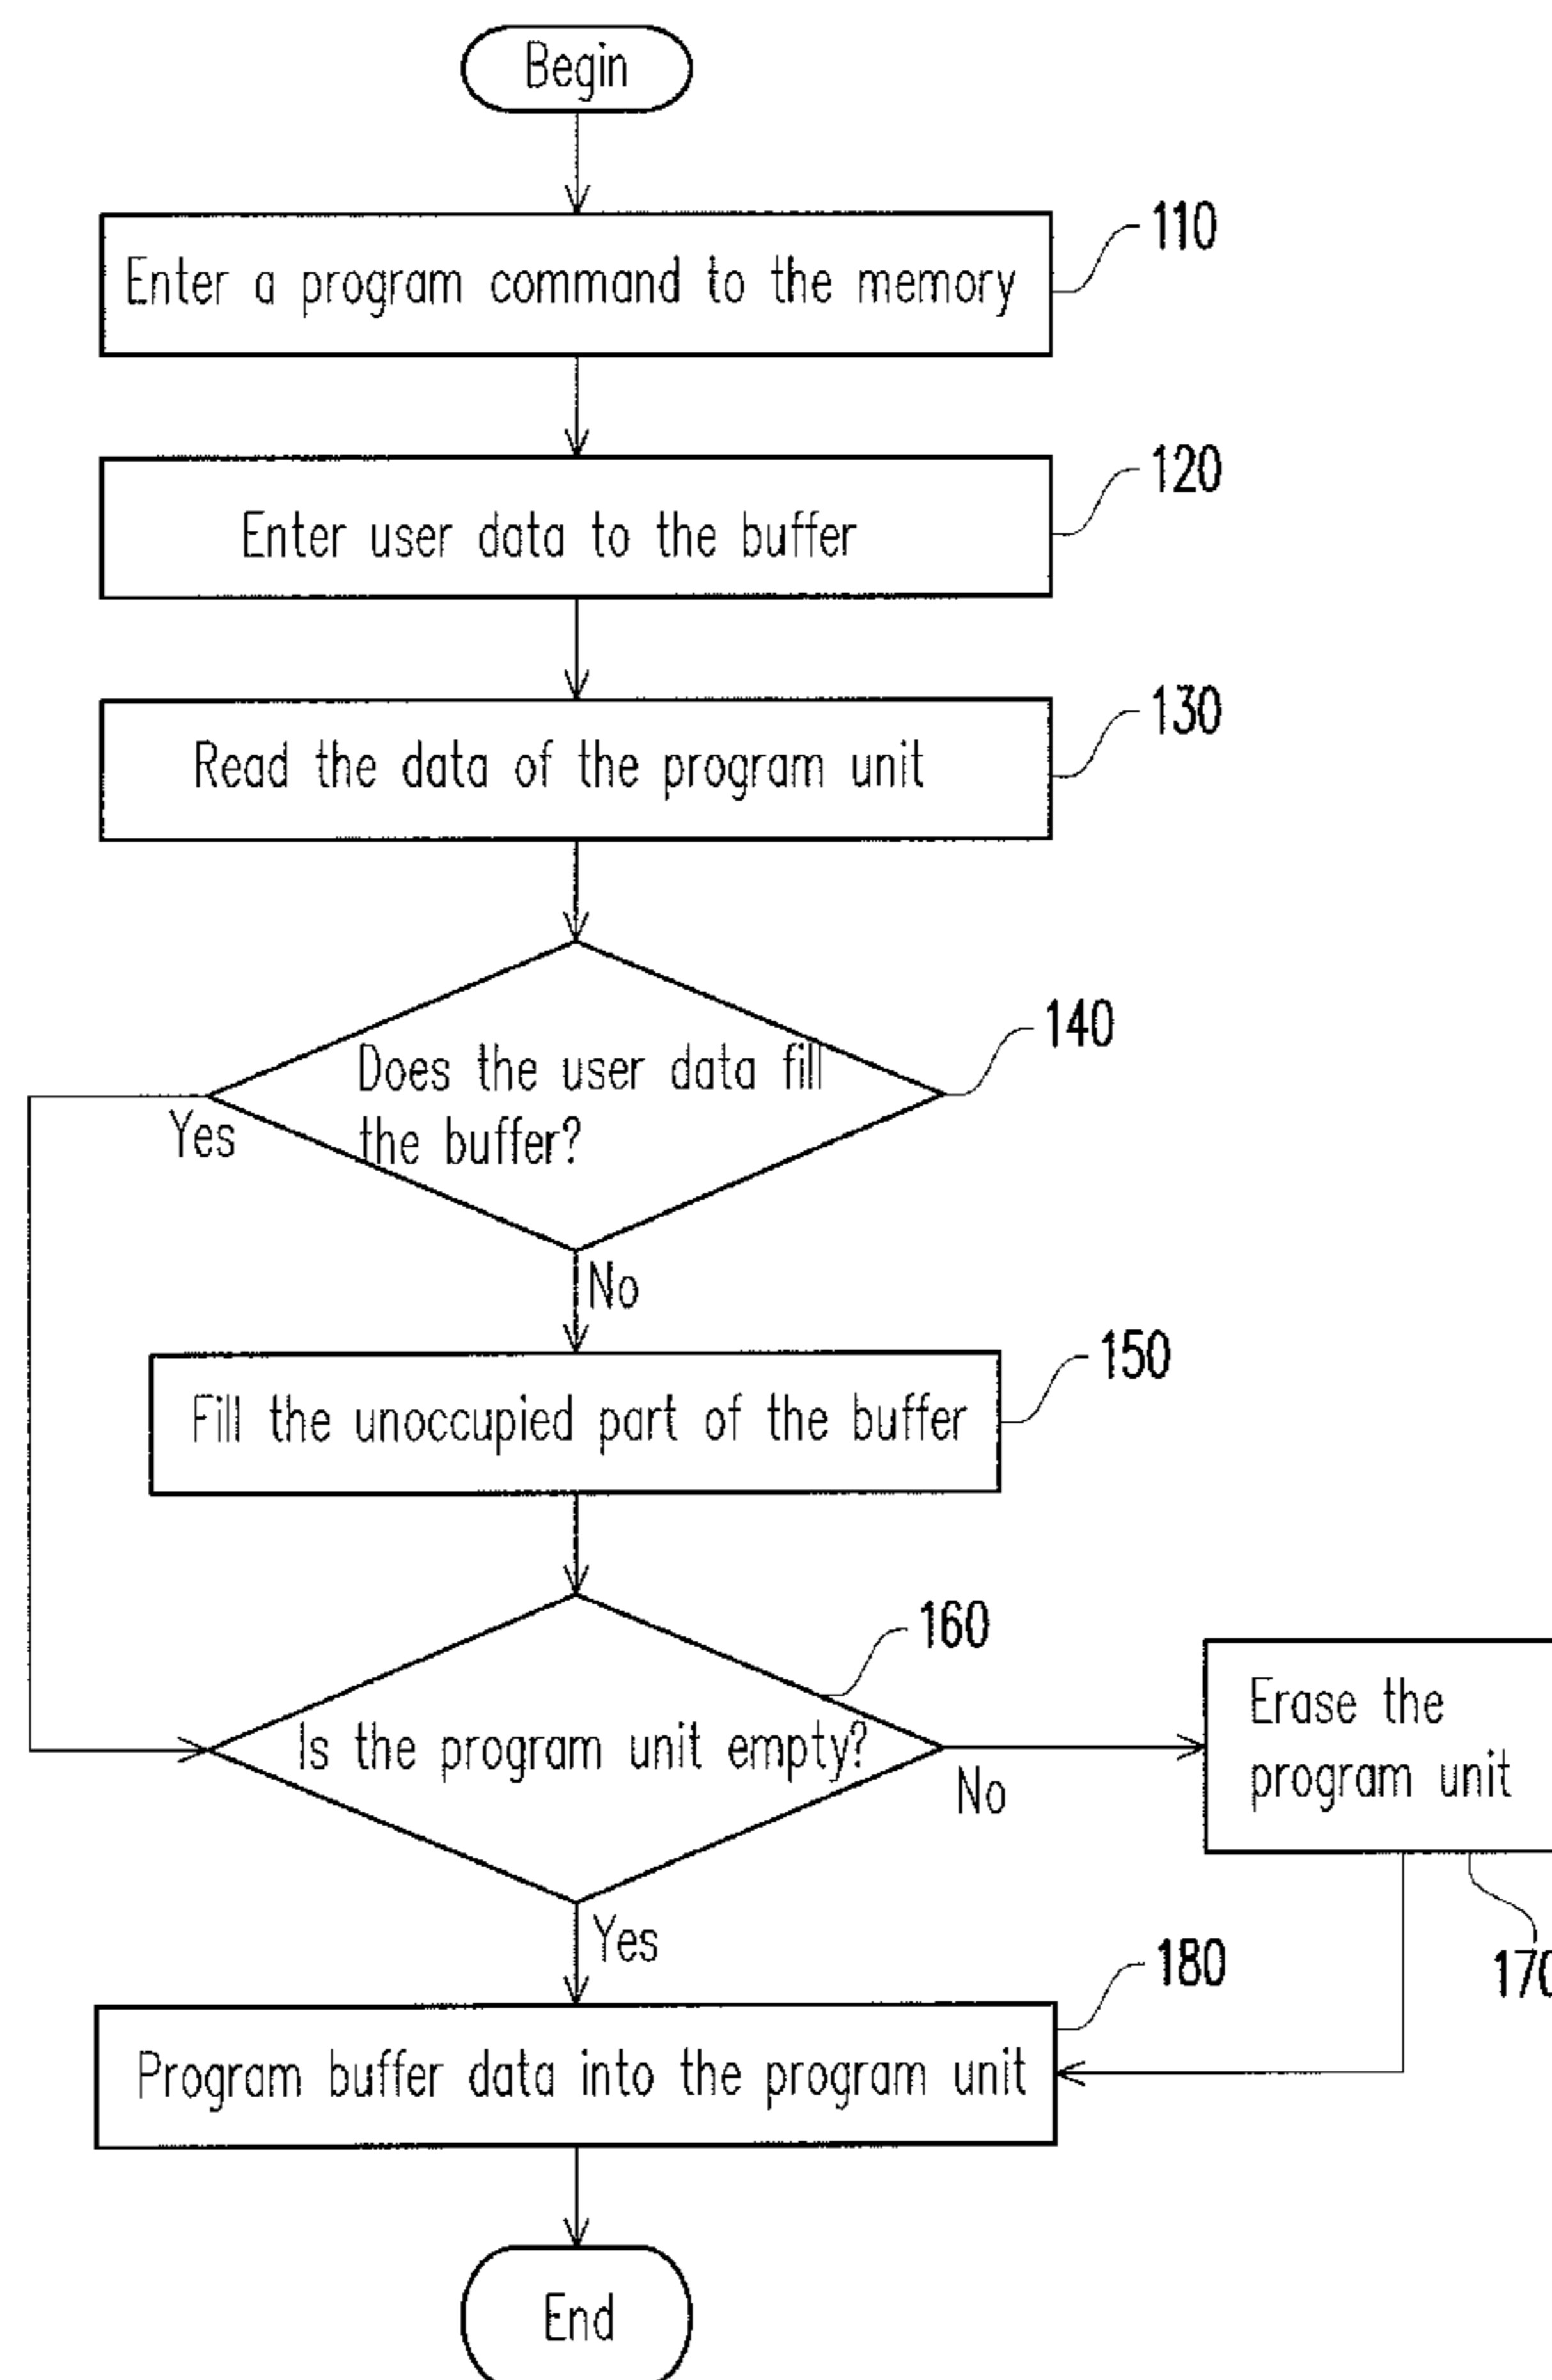 Begin
110
Enter a program command to the memory
120
Enter user data to the buffer
130
Read the data of the program unit
140
Does the user data fill
the buffer?
Yes
No
150
Fill the unoccupied part of the buffer
160
Is the program unit empty?
No
Erase the
program unit
170
Yes
180
Program buffer data into the program unit
End